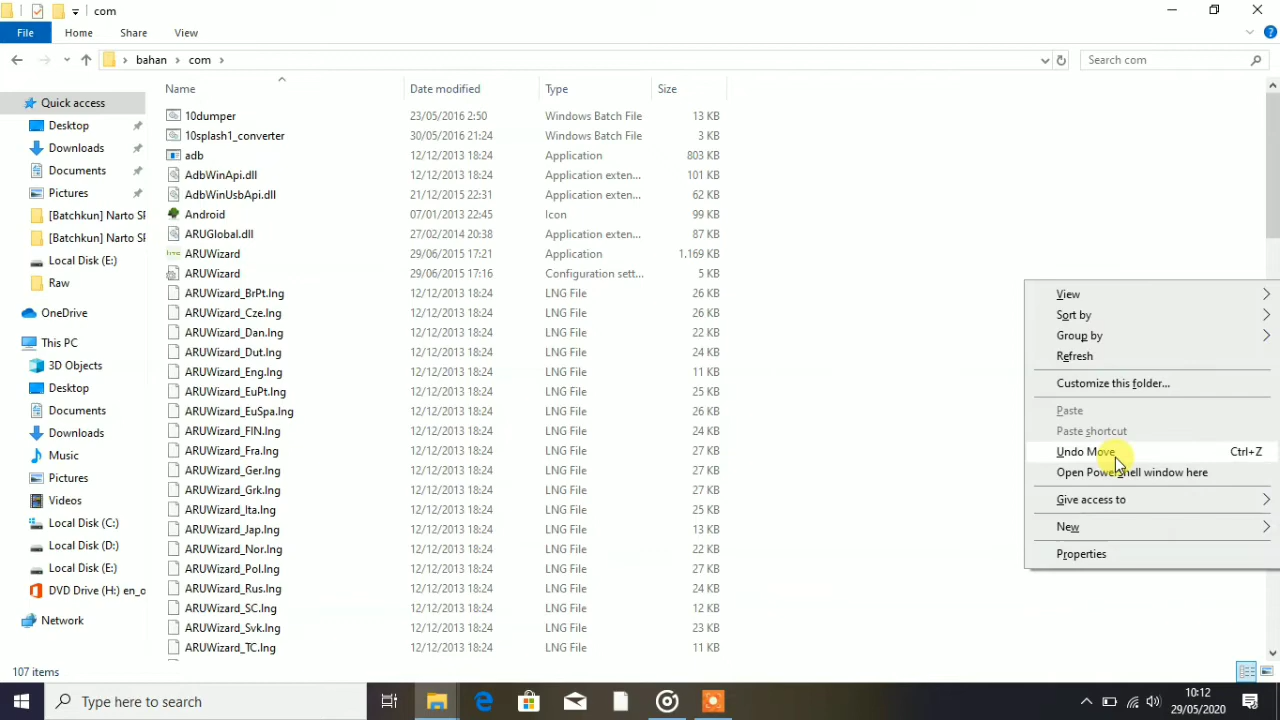 com
File
Home
Share
View
bahan
com
Search com
Name
Date modified
Type
Size
10dumper 23/05/2016 2:50 Windows Batch File 13 KB
10splash1_converter 30/05/2016 21:24 Windows Batch File 3 KB
adb 12/12/2013 18:24 Application 803 KB
AdbWinApi.dll 12/12/2013 18:24 Application exten... 101 KB
AdbWinUsbApi.dll 21/12/2015 22:31 Application exten... 62 KB
Android 07/01/2013 22:45 Icon 99 KB
ARUGlobal.dll 27/02/2014 20:38 Application exten... 87 KB
ARUWizard 29/06/2015 17:21 Application 1.169 KB
ARUWizard 29/06/2015 17:16 Configuration sett... 5 KB
ARUWizard_BrPt.lng 12/12/2013 18:24 LNG File 26 KB
ARUWizard_Cze.lng 12/12/2013 18:24 LNG File 26 KB
ARUWizard_Dan.lng 12/12/2013 18:24 LNG File 22 KB
ARUWizard_Dut.lng 12/12/2013 18:24 LNG File 24 KB
ARUWizard_Eng.lng 12/12/2013 18:24 LNG File 11 KB
ARUWizard_EuPt.lng 12/12/2013 18:24 LNG File 25 KB
ARUWizard_EuSpa.lng 12/12/2013 18:24 LNG File 26 KB
ARUWizard_FIN.lng 12/12/2013 18:24 LNG File 24 KB
ARUWizard_Fra.lng 12/12/2013 18:24 LNG File 27 KB
ARUWizard_Ger.lng 12/12/2013 18:24 LNG File 27 KB
ARUWizard_Grk.lng 12/12/2013 18:24 LNG File 27 KB
ARUWizard_Ita.lng 12/12/2013 18:24 LNG File 25 KB
ARUWizard_Jap.lng 12/12/2013 18:24 LNG File 13 KB
ARUWizard_Nor.lng 12/12/2013 18:24 LNG File 22 KB
ARUWizard_Pol.lng 12/12/2013 18:24 LNG File 27 KB
ARUWizard_Rus.lng 12/12/2013 18:24 LNG File 24 KB
ARUWizard_SC.lng 12/12/2013 18:24 LNG File 12 KB
ARUWizard_Svk.lng 12/12/2013 18:24 LNG File 23 KB
ARUWizard_TC.lng 12/12/2013 18:24 LNG File 11 KB
Quick access
Desktop
Downloads
Documents
Pictures
[Batchkun] Narto SP
[Batchkun] Narto SP
Local Disk (E:)
Raw
OneDrive
This PC
3D Objects
Desktop
Documents
Downloads
Music
Pictures
Videos
Local Disk (C:)
Local Disk (D:)
Local Disk (E:)
DVD Drive (H:) en_o
Network
View
Sort by
Group by
Refresh
Customize this folder...
Paste
Paste shortcut
Undo Move Ctrl+Z
Open PowerShell window here
Give access to
New
Properties
107 items
Type here to search
10:12
29/05/2020